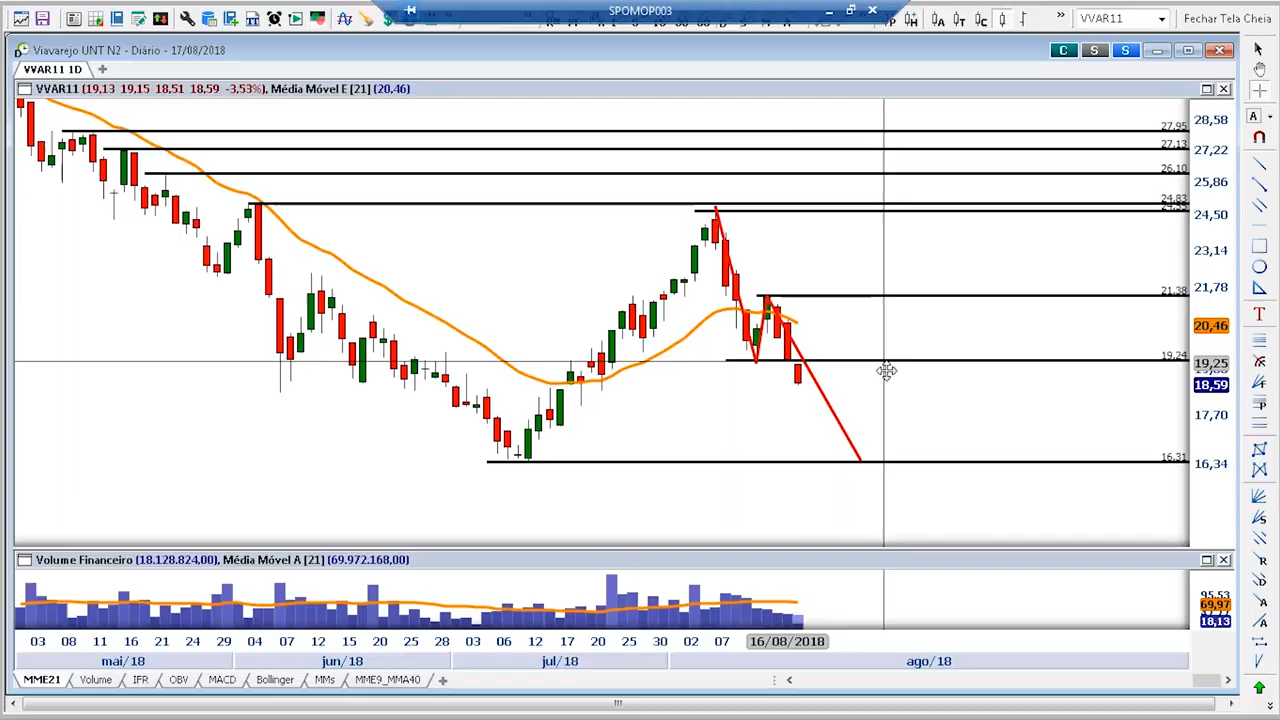 SPOMOP003
VVAR11
Fechar Tela Cheia
Viavarejo UNT N2 - Diário - 17/08/2018
C S S
VVAR11 1D
VVAR11 (19,13 19,15 18,51 18,59 -3,53%), Média Móvel E [21] (20,46)
27,95
27,13
26,10
24,83
21,38
19,24
16,31
28,58
27,22
25,86
24,50
23,14
21,78
20,46
19,25
18,59
17,70
16,34
Volume Financeiro (18.128.824,00), Média Móvel A [21] (69.972.168,00)
95,53
69,97
18,13
03 08 11 16 21 24 29 04 07 12 15 20 25 28 03 06 12 17 20 25 30 02 07 16/08/2018
mai/18 jun/18 jul/18 ago/18
MME21 Volume IFR OBV MACD Bollinger MMs MME9_MMA40